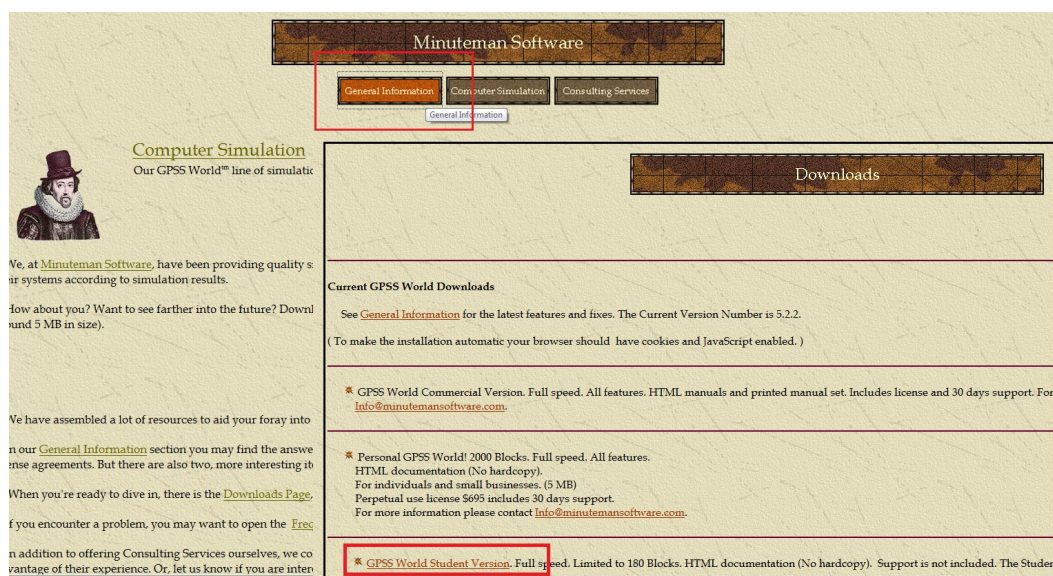 Minuteman Software
General Information
Computer Simulation
Consulting Services
General Information
Computer Simulation
Our GPSS World™ line of simulatic
We, at Minuteman Software, have been providing quality s
eir systems according to simulation results.
How about you? Want to see farther into the future? Downl
ound 5 MB in size).
We have assembled a lot of resources to aid your foray into
n our General Information section you may find the answe
ense agreements. But there are also two, more interesting it
When you're ready to dive in, there is the Downloads Page,
f you encounter a problem, you may want to open the Freq
n addition to offering Consulting Services ourselves, we co
vantage of their experience. Or, let us know if you are inter
Downloads
Current GPSS World Downloads
See General Information for the latest features and fixes. The Current Version Number is 5.2.2.
( To make the installation automatic your browser should have cookies and JavaScript enabled. )
GPSS World Commercial Version. Full speed. All features. HTML manuals and printed manual set. Includes license and 30 days support. For
Info@minutemansoftware.com.
Personal GPSS World! 2000 Blocks. Full speed. All features.
HTML documentation (No hardcopy).
For individuals and small businesses. (5 MB)
Perpetual use license $695 includes 30 days support.
For more information please contact Info@minutemansoftware.com.
GPSS World Student Version. Full speed. Limited to 180 Blocks. HTML documentation (No hardcopy). Support is not included. The Studen